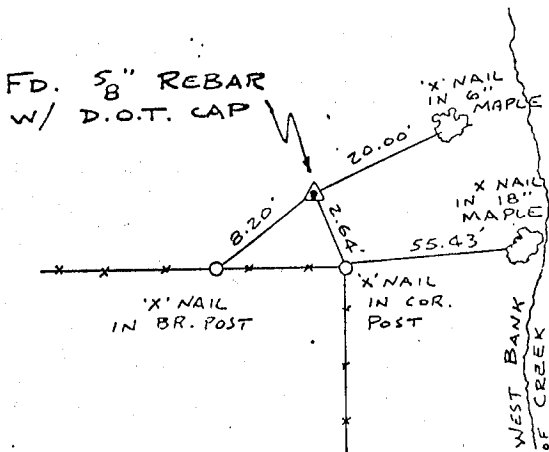 FD. 5/8" REBAR
W/ D.O.T. CAP
'X' NAIL
IN 6"
MAPLE
20.00'
8.20'
2.64'
X NAIL
IN 18"
MAPLE
55.43'
'X' NAIL
IN BR. POST
'X' NAIL
IN COR.
POST
WEST BANK
OF CREEK